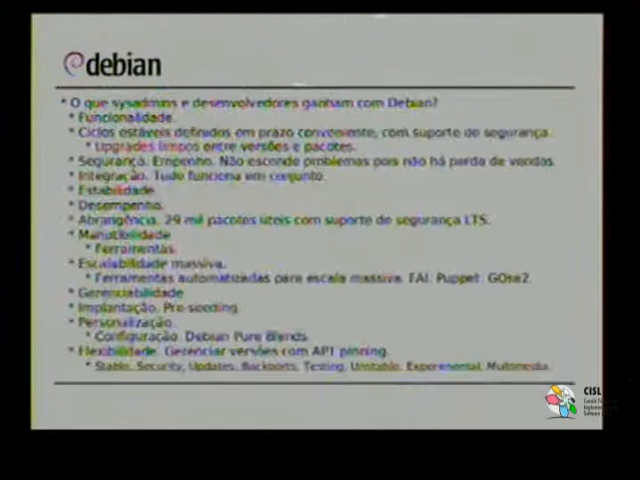 debian
* O que sysadmins e desenvolvedores ganham com Debian?
* Funcionalidade.
* Ciclos estáveis definidos em prazo conveniente, com suporte de segurança.
* Upgrades limpos entre versões e pacotes.
* Segurança. Empenho. Não esconde problemas pois não há perda de vendas.
* Integração. Tudo funciona em conjunto.
* Estabilidade.
* Desempenho.
* Abrangência. 29 mil pacotes úteis com suporte de segurança LTS.
* Manutibilidade
* Ferramentas.
* Escalabilidade massiva.
* Ferramentas automatizadas para escala massiva. FAI. Puppet. GOsa2.
* Gerenciabilidade
* Implantação. Pre-seeding.
* Personalização.
* Configuração. Debian Pure Blends.
* Flexibilidade. Gerenciar versões com APT pinning.
* Stable, Security, Updates, Backports, Testing, Unstable, Experimental, Multimedia.
CISL